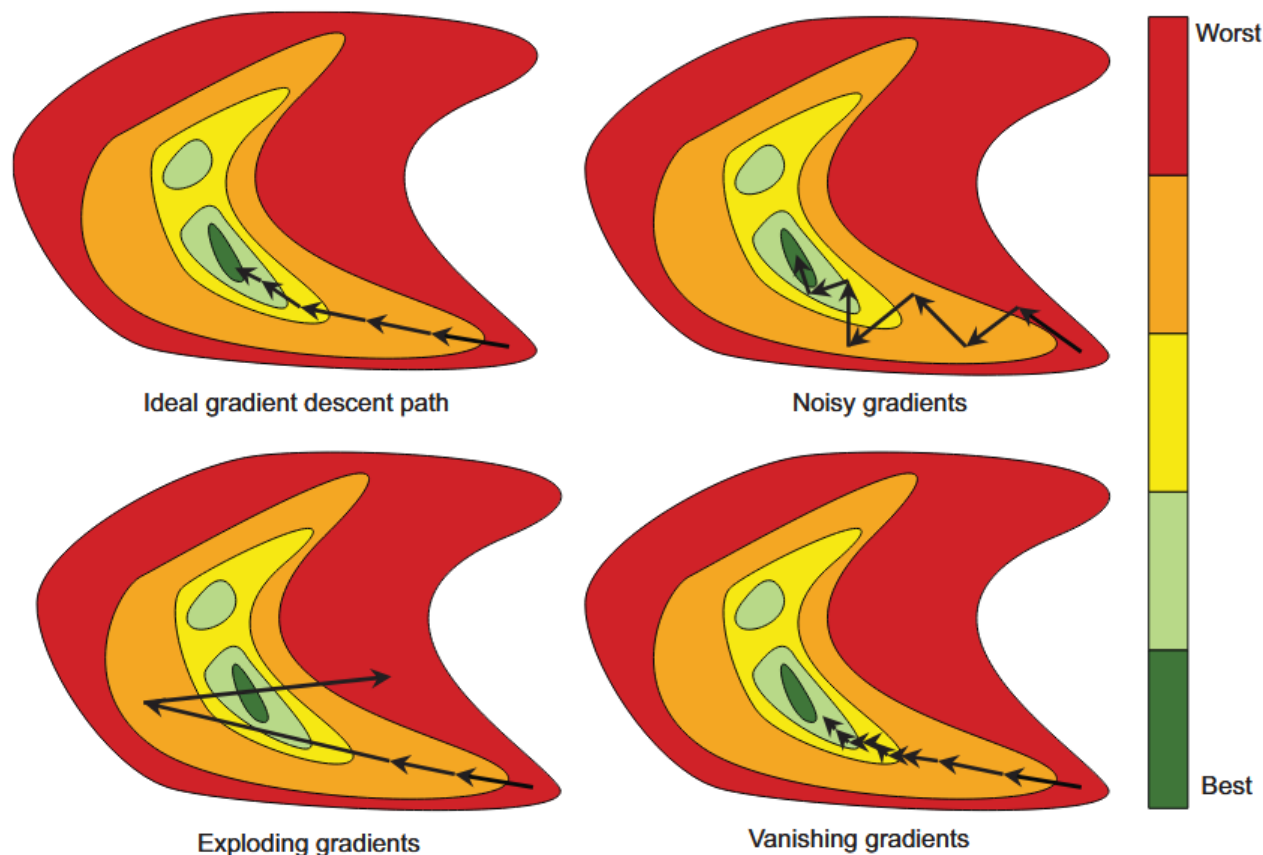 Worst
Ideal gradient descent path
Noisy gradients
Best
Exploding gradients
Vanishing gradients